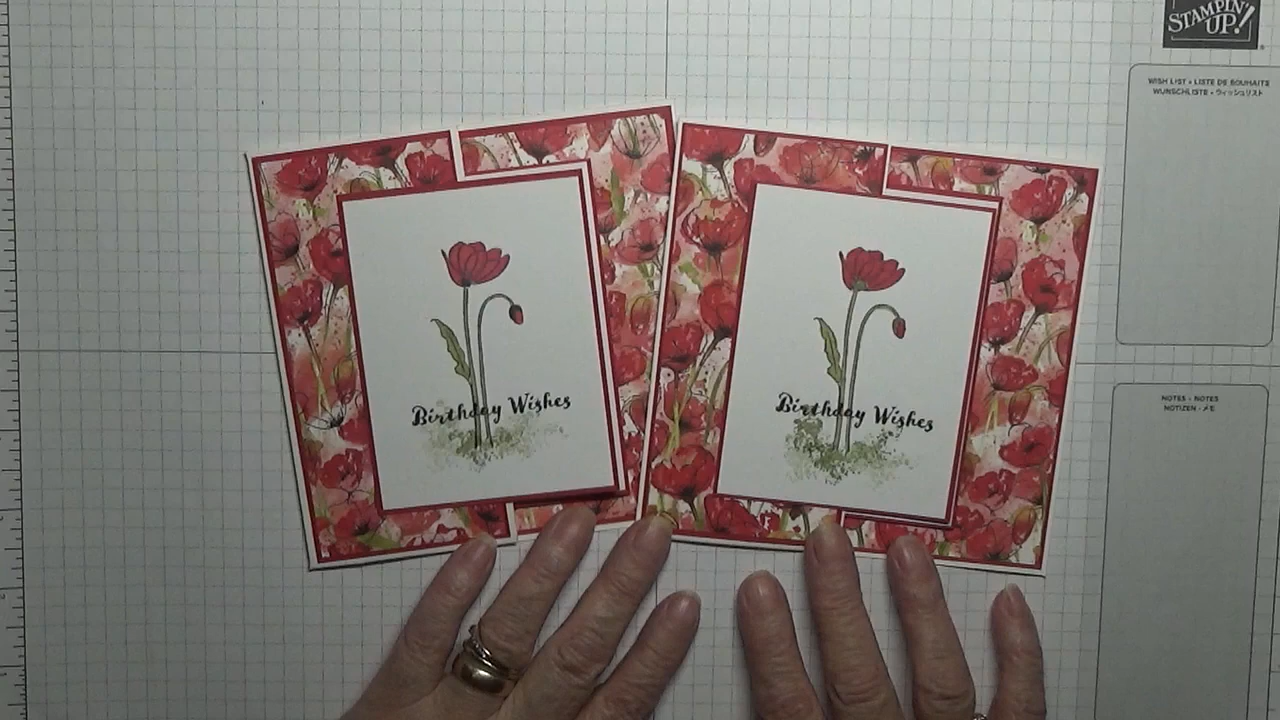 STAMPIN'
UP!
WISH LIST • LISTE DE SOUHAITS
WUNSCHLISTE • ウィッシュリスト
NOTES • NOTES
NOTIZEN • メモ
Birthday Wishes
Birthday Wishes